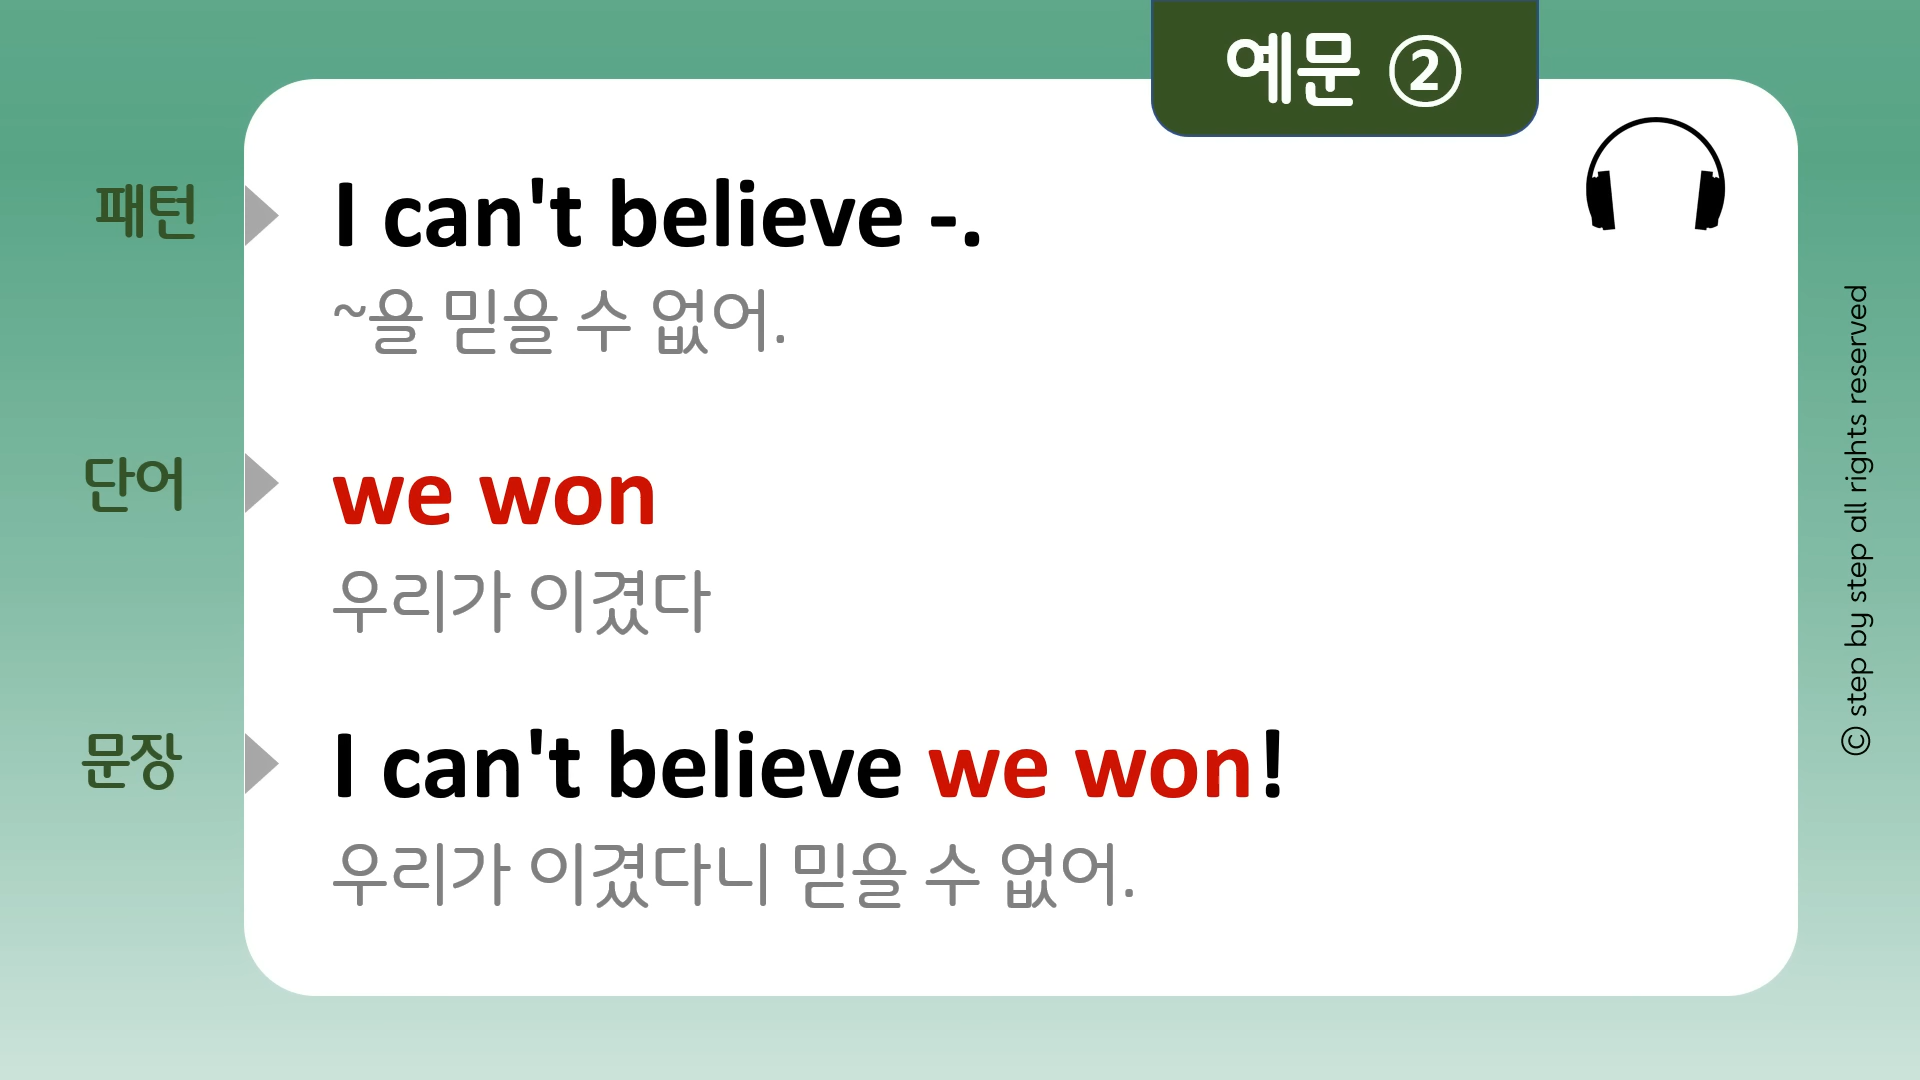 예문 ②
패턴
I can't believe -.
~을 믿을 수 없어.
단어
we won
우리가 이겼다
문장
I can't believe we won!
우리가 이겼다니 믿을 수 없어.
© step by step all rights reserved